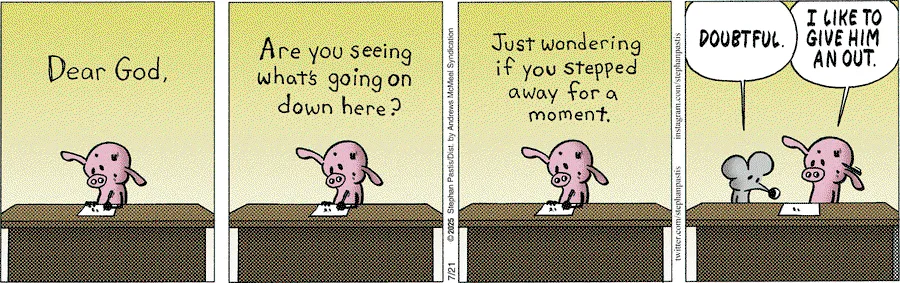 Dear God,
Are you seeing
what's going on
down here?
© 2025 Stephan Pastis/Dist. by Andrews McMeel Syndication
7/21
Just wondering
if you stepped
away for a
moment.
twitter.com/stephanpastis
instagram.com/stephanpastis
DOUBTFUL.
I LIKE TO
GIVE HIM
AN OUT.